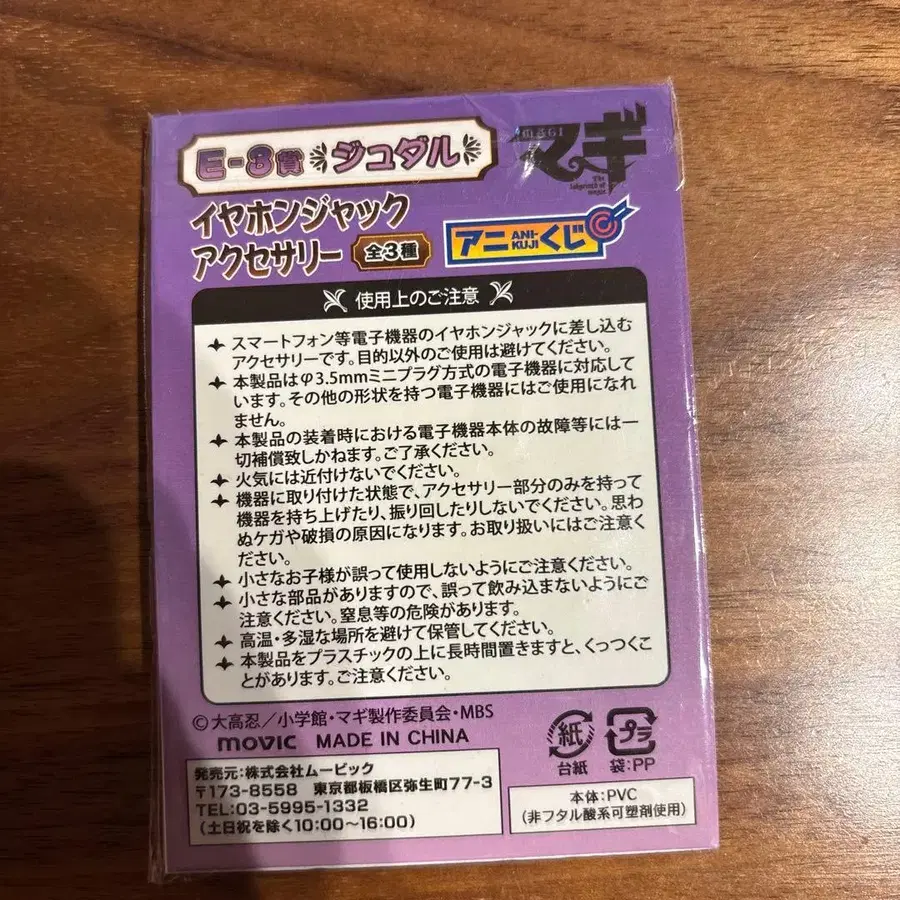 E-3賞 ジュダル
MAGI
マギ
The
labyrinth of
magic
イヤホンジャック
アクセサリー 全3種
アニ ANI-KUJI くじ
使用上のご注意
スマートフォン等電子機器のイヤホンジャックに差し込む
アクセサリーです。目的以外のご使用は避けてください。
本製品はφ3.5mmミニプラグ方式の電子機器に対応して
います。その他の形状を持つ電子機器にはご使用になれ
ません。
本製品の装着時における電子機器本体の故障等には一
切補償致しかねます。ご了承ください。
火気には近付けないでください。
機器に取り付けた状態で、アクセサリー部分のみを持って
機器を持ち上げたり、振り回したりしないでください。思わ
ぬケガや破損の原因になります。お取り扱いにはご注意く
ださい。
小さなお子様が誤って使用しないようにご注意ください。
小さな部品がありますので、誤って飲み込まないようにご
注意ください。窒息等の危険があります。
高温・多湿な場所を避けて保管してください。
本製品をプラスチックの上に長時間置きますと、くっつくこ
とがあります。ご注意ください。
©大高忍／小学館・マギ製作委員会・MBS
movic MADE IN CHINA
紙 プラ
台紙 袋:PP
発売元:株式会社ムービック
〒173-8558 東京都板橋区弥生町77-3
TEL:03-5995-1332
(土日祝を除く10:00～16:00)
本体:PVC
(非フタル酸系可塑剤使用)